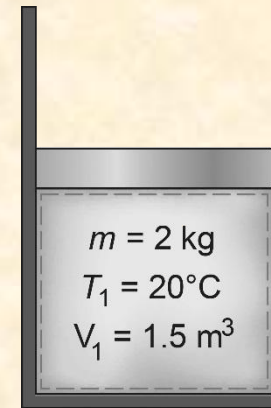 m = 2 kg
T₁ = 20°C
V₁ = 1.5 m³